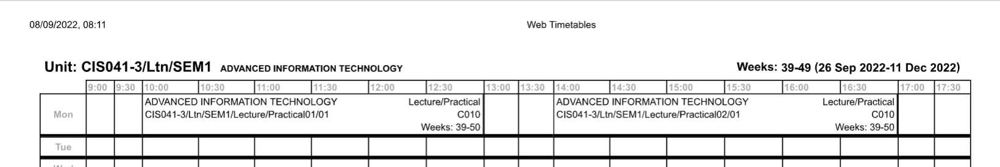 08/09/2022, 08:11 Web Timetables
Unit: CIS041-3/Ltn/SEM1 ADVANCED INFORMATION TECHNOLOGY Weeks: 39-49 (26 Sep 2022-11 Dec 2022)
9:00 9:30 10:00 10:30 11:00 11:30 12:00 12:30 13:00 13:30 14:00 14:30 15:00 15:30 16:00 16:30 17:00 17:30
ADVANCED INFORMATION TECHNOLOGY Lecture/Practical ADVANCED INFORMATION TECHNOLOGY Lecture/Practical
Mon CIS041-3/Ltn/SEM1/Lecture/Practical01/01 C010 CIS041-3/Ltn/SEM1/Lecture/Practical02/01 C010
Weeks: 39-50 Weeks: 39-50
Tue